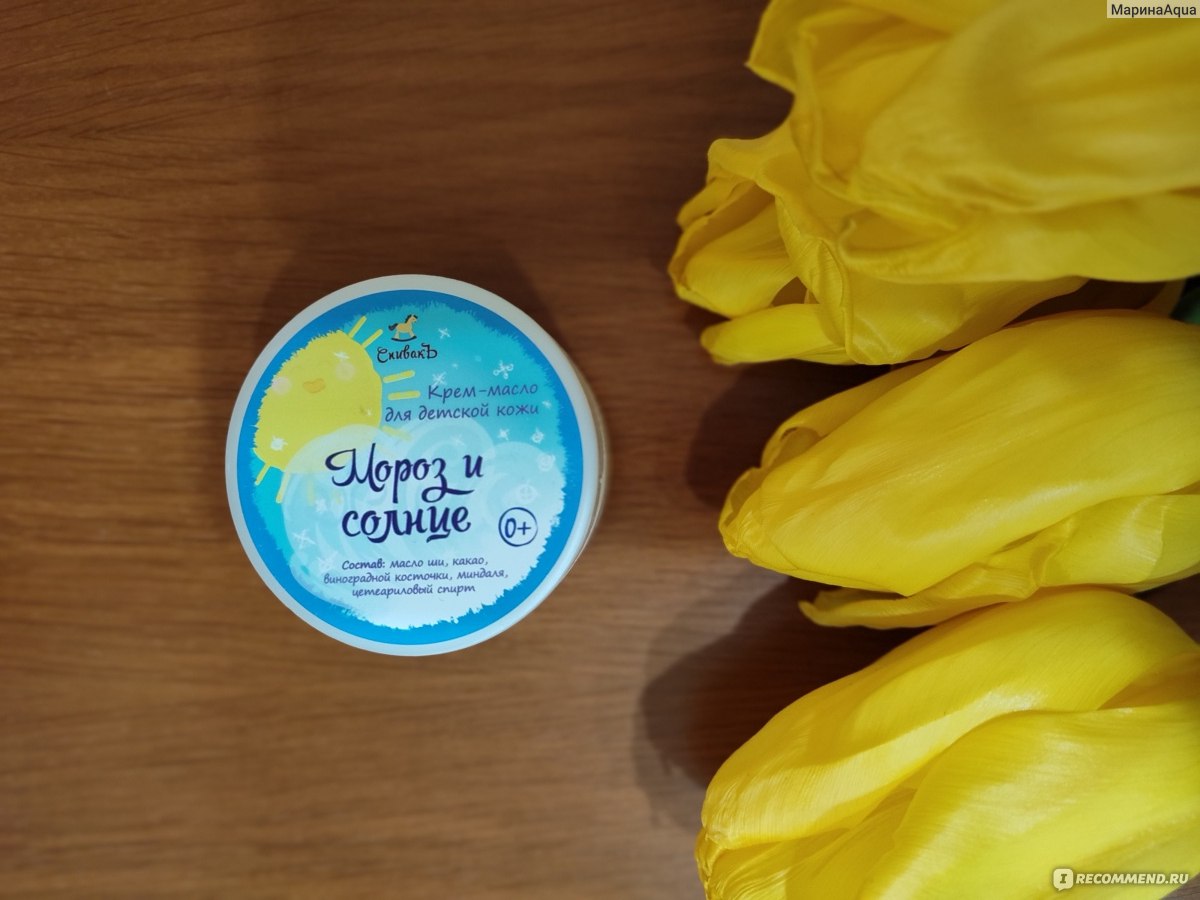 МаринаAqua
СпивакЪ
Крем-масло
для детской кожи
Мороз и
солнце
0+
Состав: масло ши, какао,
виноградной косточки, миндаля,
цетеариловый спирт
IRECOMMEND.RU